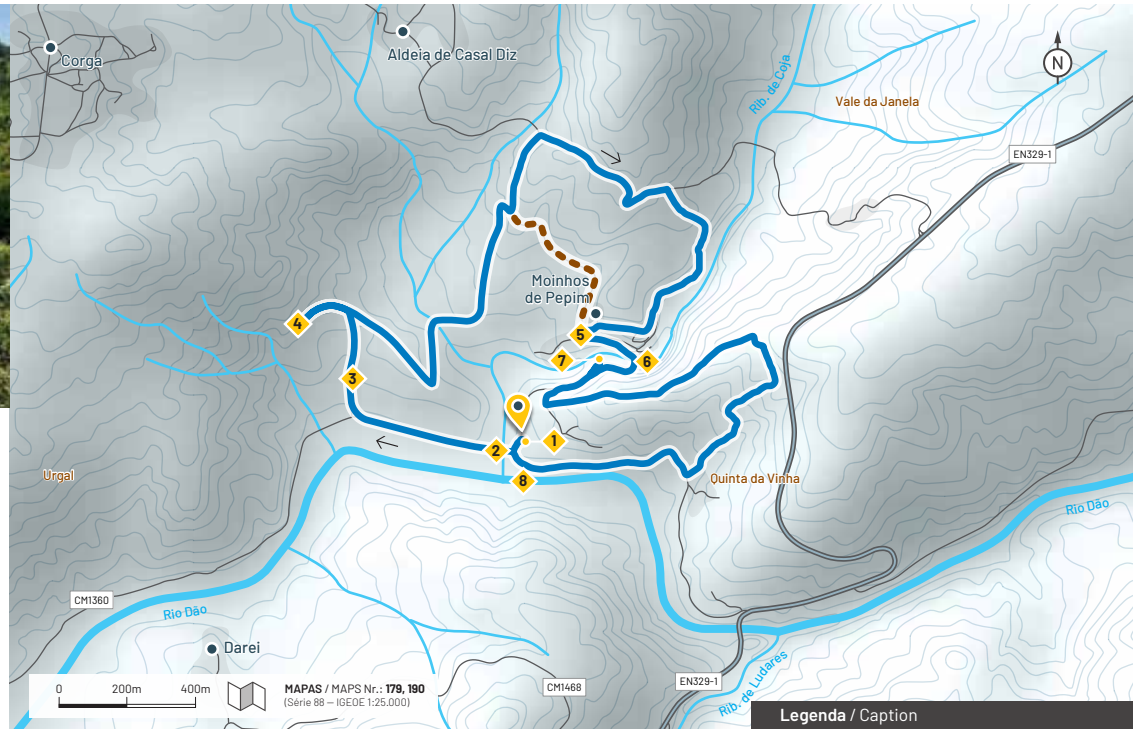 Corga
Aldeia de Casal Diz
N
Rib. de Coja
Vale da Janela
EN329-1
Moinhos
de Pepim
4
5
7
6
3
1
2
8
Urgal
Quinta da Vinha
Rio Dão
CM1360
Rio Dão
Darei
0 200m 400m
MAPAS / MAPS Nr.: 179, 190
(Série 88 — IGEOE 1:25.000)
CM1468
EN329-1
Rib. de Ludares
Legenda / Caption